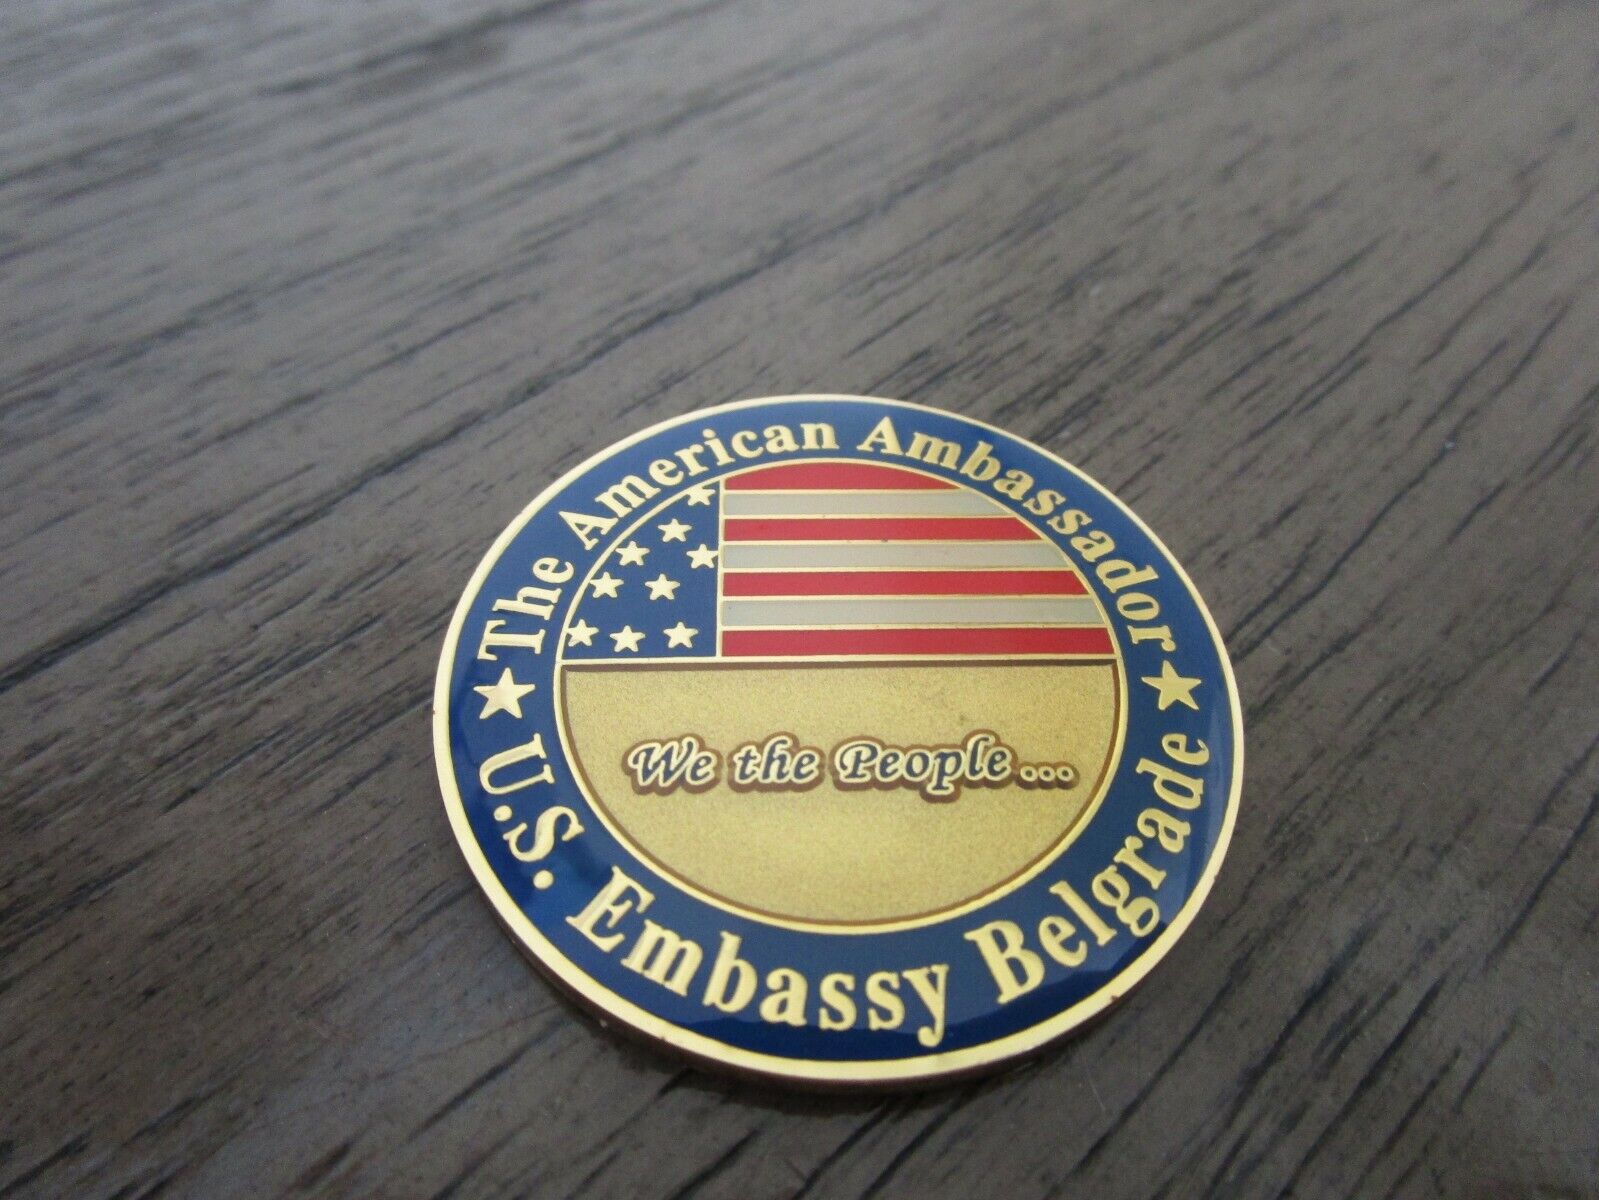 The American Ambassador
We the People...
U.S. Embassy Belgrade